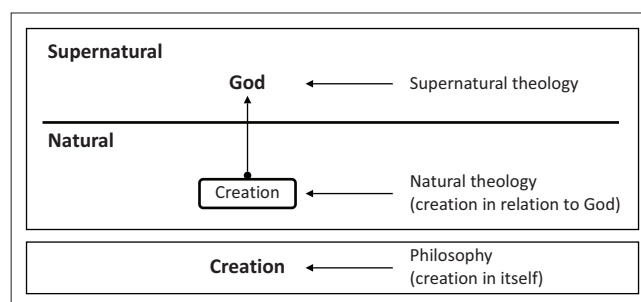 Supernatural
God
Supernatural theology
Natural
Creation
Natural theology
(creation in relation to God)
Creation
Philosophy
(creation in itself)